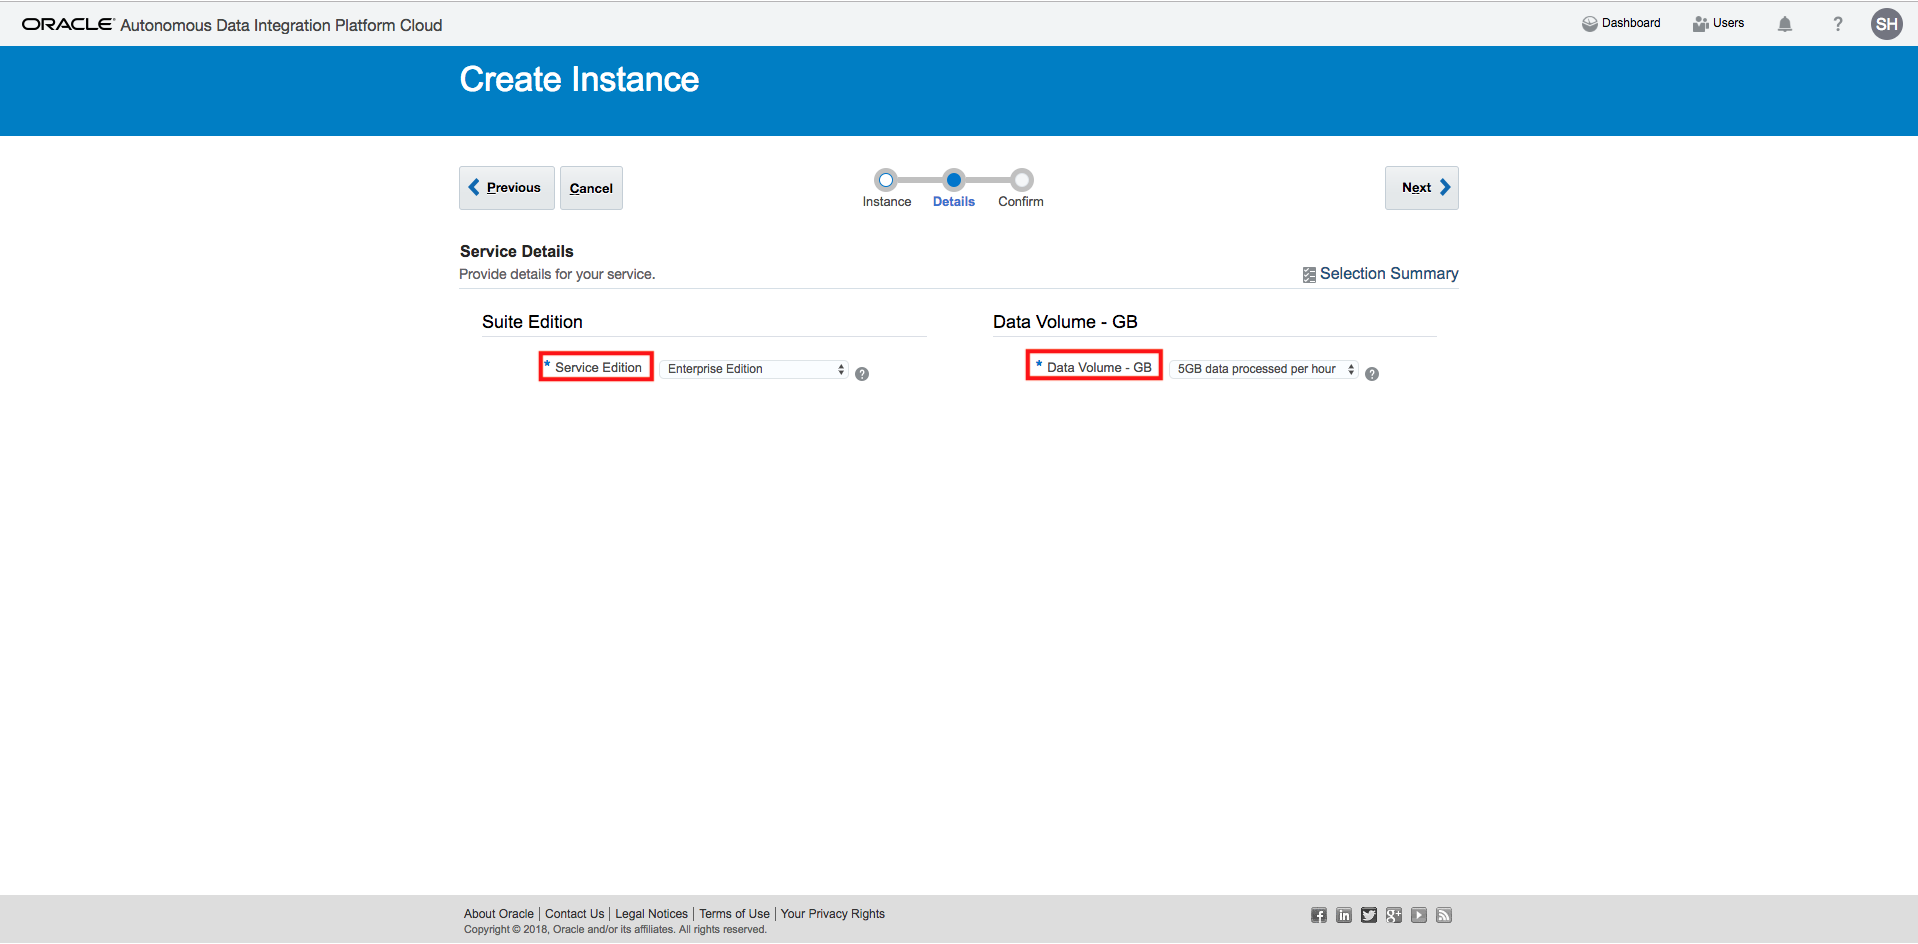 ORACLE® Autonomous Data Integration Platform Cloud
Dashboard
Users
?
SH
Create Instance
Previous
Cancel
Instance
Details
Confirm
Next
Service Details
Provide details for your service.
Selection Summary
Suite Edition
Data Volume - GB
* Service Edition
Enterprise Edition
?
* Data Volume - GB
5GB data processed per hour
?
About Oracle | Contact Us | Legal Notices | Terms of Use | Your Privacy Rights
Copyright © 2018, Oracle and/or its affiliates. All rights reserved.
f
in
g+